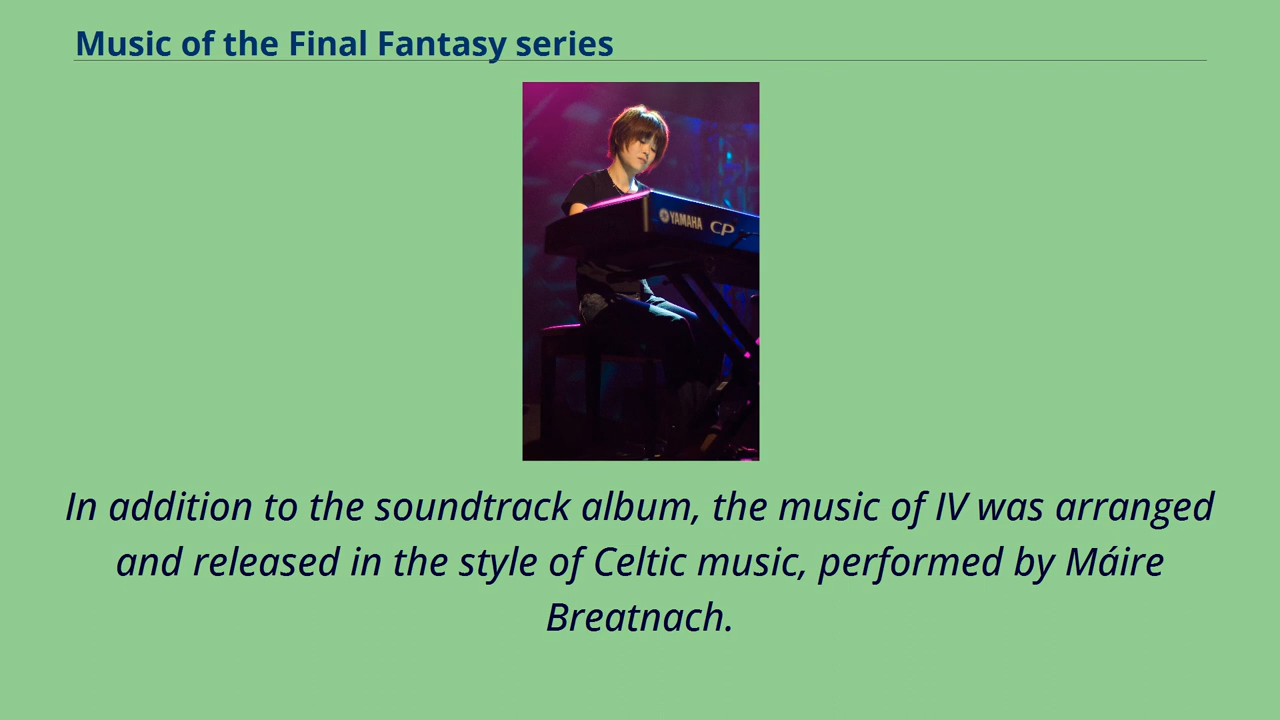 Music of the Final Fantasy series
YAMAHA CP
In addition to the soundtrack album, the music of IV was arranged
and released in the style of Celtic music, performed by Máire
Breatnach.